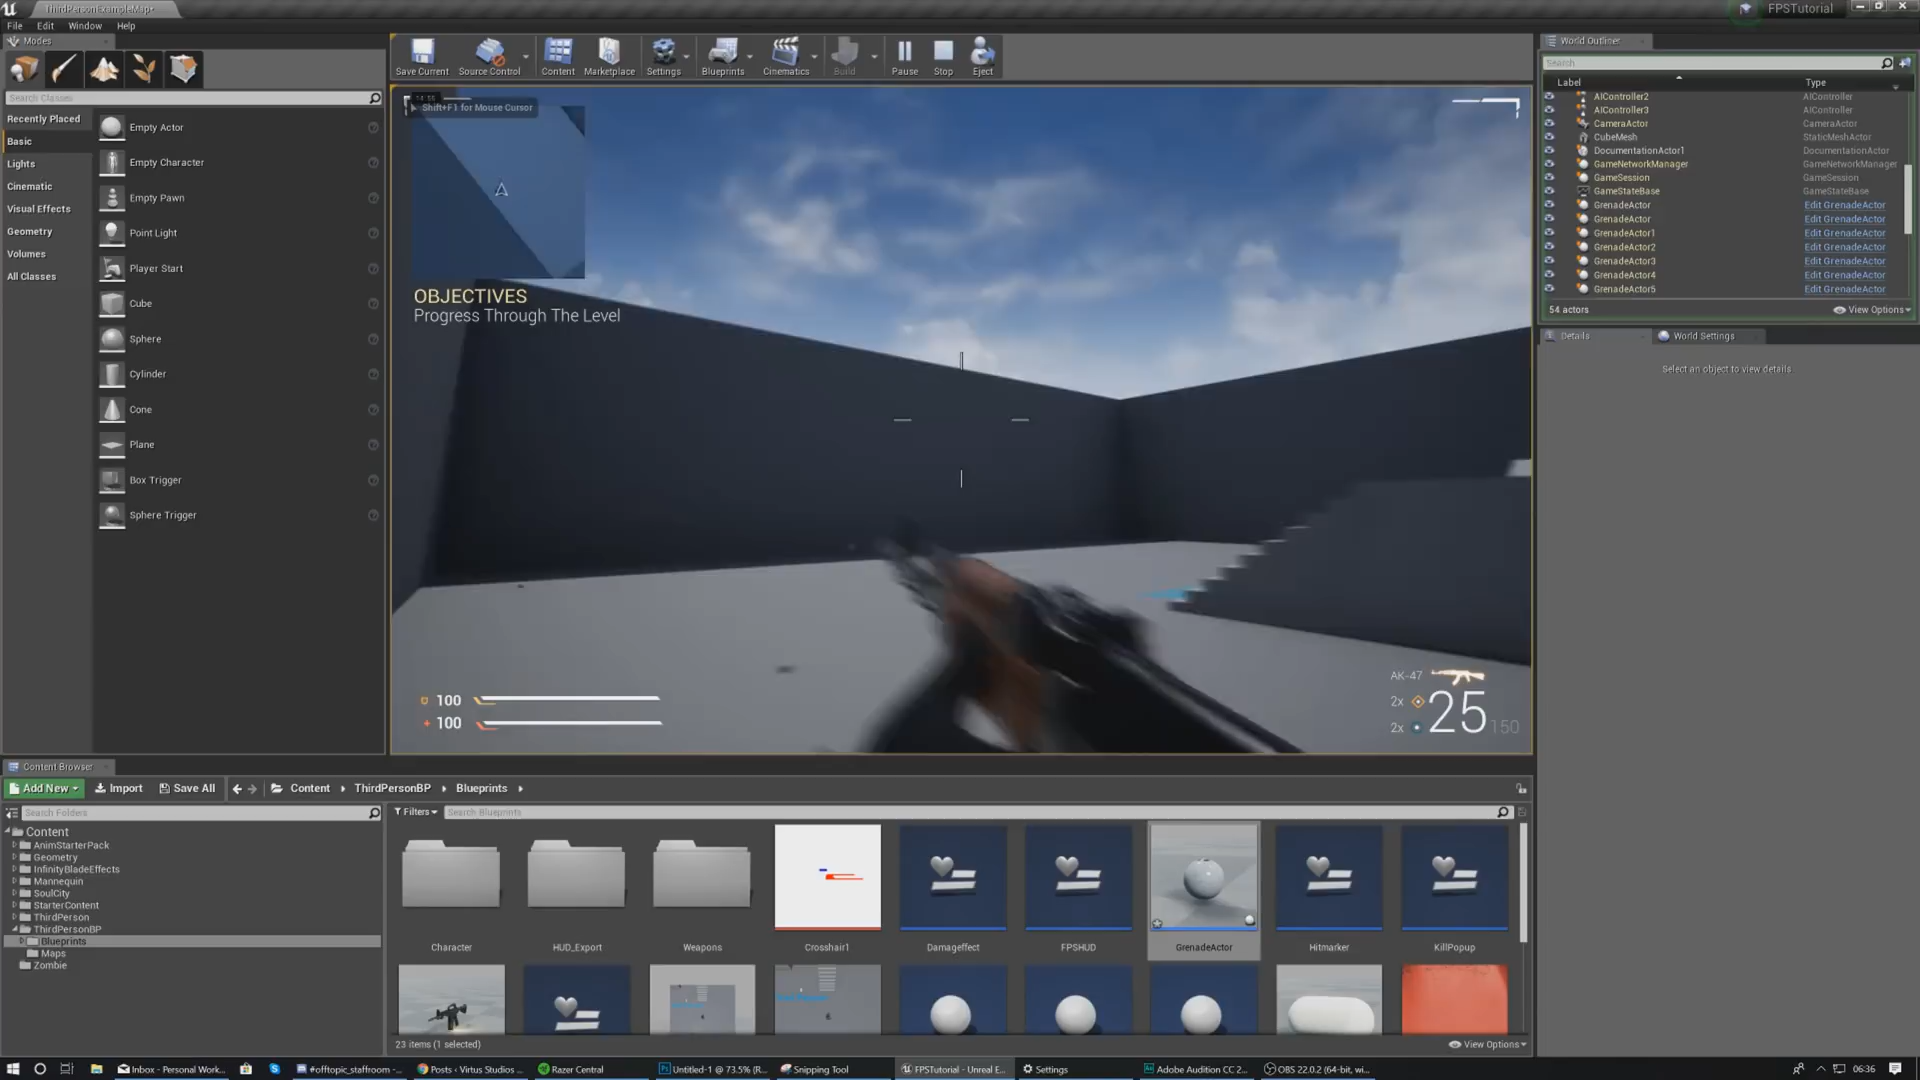 ThirdPersonExampleMap*
FPSTutorial
File Edit Window Help
Modes
Search Classes
Recently Placed
Basic
Lights
Cinematic
Visual Effects
Geometry
Volumes
All Classes
Empty Actor
Empty Character
Empty Pawn
Point Light
Player Start
Cube
Sphere
Cylinder
Cone
Plane
Box Trigger
Sphere Trigger
Save Current Source Control Content Marketplace Settings Blueprints Cinematics Build Pause Stop Eject
Shift+F1 for Mouse Cursor
OBJECTIVES
Progress Through The Level
100
100
AK-47
2x
2x
25 150
World Outliner
Search
Label Type
AIController2 AIController
AIController3 AIController
CameraActor CameraActor
CubeMesh StaticMeshActor
DocumentationActor1 DocumentationActor
GameNetworkManager GameNetworkManager
GameSession GameSession
GameStateBase GameStateBase
GrenadeActor Edit GrenadeActor
GrenadeActor Edit GrenadeActor
GrenadeActor1 Edit GrenadeActor
GrenadeActor2 Edit GrenadeActor
GrenadeActor3 Edit GrenadeActor
GrenadeActor4 Edit GrenadeActor
GrenadeActor5 Edit GrenadeActor
54 actors View Options
Details World Settings
Select an object to view details
Content Browser
Add New Import Save All Content ThirdPersonBP Blueprints
Search Folders
Filters Search Blueprints
Content
AnimStarterPack
Geometry
InfinityBladeEffects
Mannequin
SoulCity
StarterContent
ThirdPerson
ThirdPersonBP
Blueprints
Maps
Zombie
Character HUD_Export Weapons Crosshair1 Damageffect FPSHUD GrenadeActor Hitmarker KillPopup
23 items (1 selected) View Options
Inbox - Personal Work... #offtopic_staffroom -... Posts ‹ Virtus Studios ... Razer Central Untitled-1 @ 73.5% (R... Snipping Tool FPSTutorial - Unreal E... Settings Adobe Audition CC 2... OBS 22.0.2 (64-bit, wi... 06:36